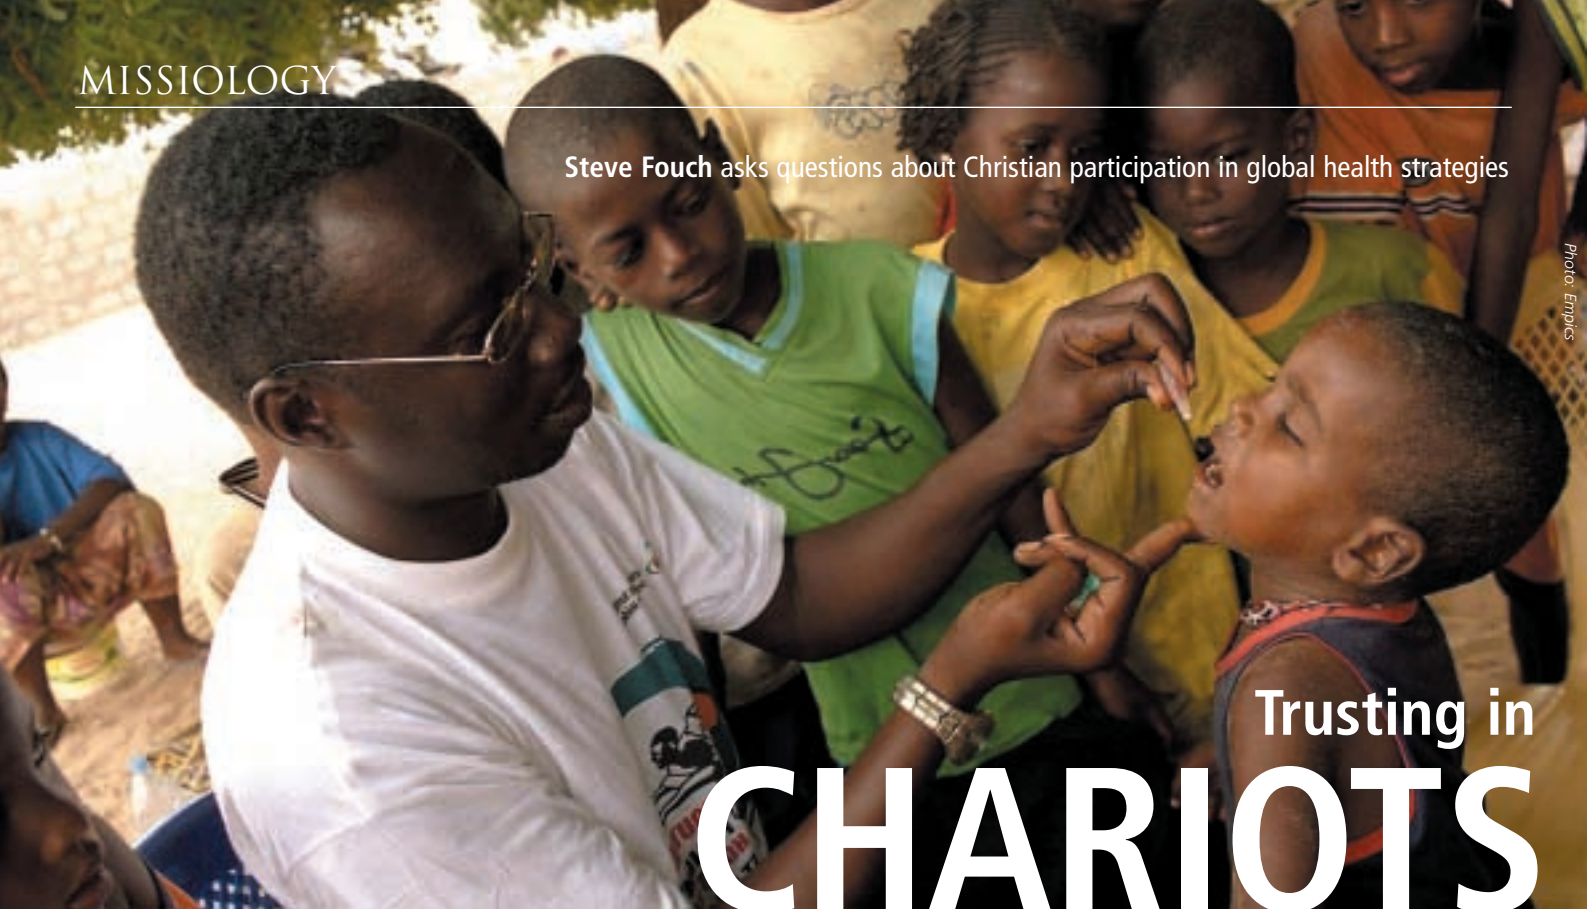 MISSIOLOGY
Steve Fouch asks questions about Christian participation in global health strategies
Photo: Empics
Trusting in
CHARIOTS